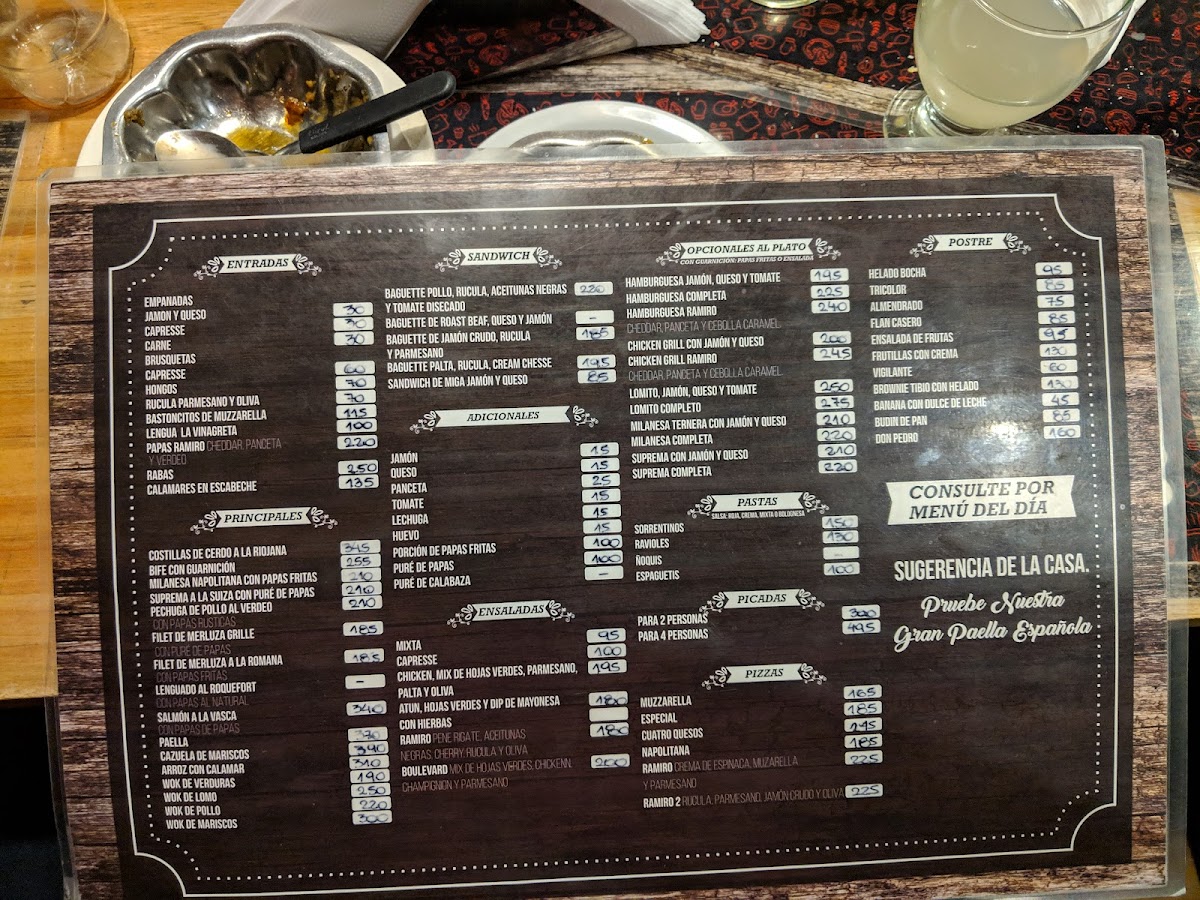 ENTRADAS
EMPANADAS
JAMON Y QUESO 30
CAPRESSE 30
CARNE 30
BRUSQUETAS
CAPRESSE 60
HONGOS 70
RUCULA PARMESANO Y OLIVA 70
BASTONCITOS DE MUZZARELLA 115
LENGUA LA VINAGRETA 100
PAPAS RAMIRO CHEDDAR, PANCETA 220
Y VERDEO
RABAS 250
CALAMARES EN ESCABECHE 135
PRINCIPALES
COSTILLAS DE CERDO A LA RIOJANA 345
BIFE CON GUARNICIÓN 255
MILANESA NAPOLITANA CON PAPAS FRITAS 210
SUPREMA A LA SUIZA CON PURÉ DE PAPAS 210
PECHUGA DE POLLO AL VERDEO 210
CON PAPAS RUSTICAS
FILET DE MERLUZA GRILLE 185
CON PURÉ DE PAPAS
FILET DE MERLUZA A LA ROMANA 185
CON PAPAS FRITAS
LENGUADO AL ROQUEFORT -
CON PAPAS AL NATURAL
SALMÓN A LA VASCA 340
CON PAPAS DE PAPAS
PAELLA 370
CAZUELA DE MARISCOS 340
ARROZ CON CALAMAR 310
WOK DE VERDURAS 190
WOK DE LOMO 250
WOK DE POLLO 220
WOK DE MARISCOS 300
SANDWICH
BAGUETTE POLLO, RUCULA, ACEITUNAS NEGRAS 220
Y TOMATE DISECADO
BAGUETTE DE ROAST BEAF, QUESO Y JAMÓN -
BAGUETTE DE JAMÓN CRUDO, RUCULA 185
Y PARMESANO
BAGUETTE PALTA, RUCULA, CREAM CHESSE 195
SANDWICH DE MIGA JAMÓN Y QUESO 85
ADICIONALES
JAMÓN 15
QUESO 15
PANCETA 25
TOMATE 15
LECHUGA 15
HUEVO 15
PORCIÓN DE PAPAS FRITAS 100
PURÉ DE PAPAS 100
PURÉ DE CALABAZA -
ENSALADAS
MIXTA 95
CAPRESSE 100
CHICKEN, MIX DE HOJAS VERDES, PARMESANO, 195
PALTA Y OLIVA
ATUN, HOJAS VERDES Y DIP DE MAYONESA 180
CON HIERBAS
RAMIRO PENE RIGATE, ACEITUNAS 180
NEGRAS, CHERRY, RUCULA Y OLIVA
BOULEVARD MIX DE HOJAS VERDES, CHICKENN, 200
CHAMPIGNION Y PARMESANO
OPCIONALES AL PLATO
CON GUARNICIÓN: PAPAS FRITAS O ENSALADA
HAMBURGUESA JAMÓN, QUESO Y TOMATE 195
HAMBURGUESA COMPLETA 225
HAMBURGUESA RAMIRO 240
CHEDDAR, PANCETA Y CEBOLLA CARAMEL.
CHICKEN GRILL CON JAMÓN Y QUESO 200
CHICKEN GRILL RAMIRO 245
CHEDDAR, PANCETA Y CEBOLLA CARAMEL.
LOMITO, JAMÓN, QUESO Y TOMATE 250
LOMITO COMPLETO 275
MILANESA TERNERA CON JAMÓN Y QUESO 210
MILANESA COMPLETA 220
SUPREMA CON JAMÓN Y QUESO 210
SUPREMA COMPLETA 220
PASTAS
SALSA: ROJA, CREMA, MIXTA O BOLOGNESA
SORRENTINOS 150
RAVIOLES 130
ÑOQUIS -
ESPAGUETIS 100
PICADAS
PARA 2 PERSONAS 390
PARA 4 PERSONAS 495
PIZZAS
MUZZARELLA 165
ESPECIAL 185
CUATRO QUESOS
NAPOLITANA 185
RAMIRO CREMA DE ESPINACA, MUZARELLA 225
Y PARMESANO
RAMIRO 2 RUCULA, PARMESANO, JAMÓN CRUDO Y OLIVA 225
POSTRE
HELADO BOCHA 95
TRICOLOR 85
ALMENDRADO 75
FLAN CASERO 85
ENSALADA DE FRUTAS 95
FRUTILLAS CON CREMA 130
VIGILANTE 60
BROWNIE TIBIO CON HELADO 130
BANANA CON DULCE DE LECHE 45
BUDIN DE PAN 85
DON PEDRO 160
CONSULTE POR
MENÚ DEL DÍA
SUGERENCIA DE LA CASA.
Pruebe Nuestra
Gran Paella Española